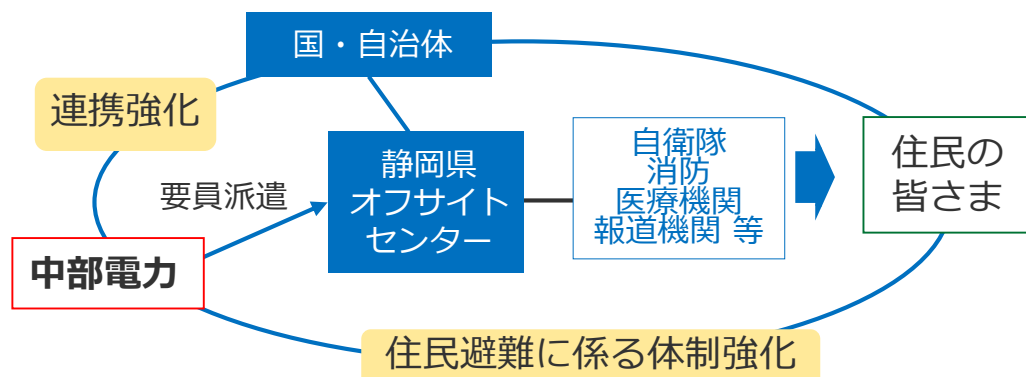 国・自治体
連携強化
静岡県
オフサイト
センター
自衛隊
消防
医療機関
報道機関 等
住民の
皆さま
要員派遣
中部電力
住民避難に係る体制強化